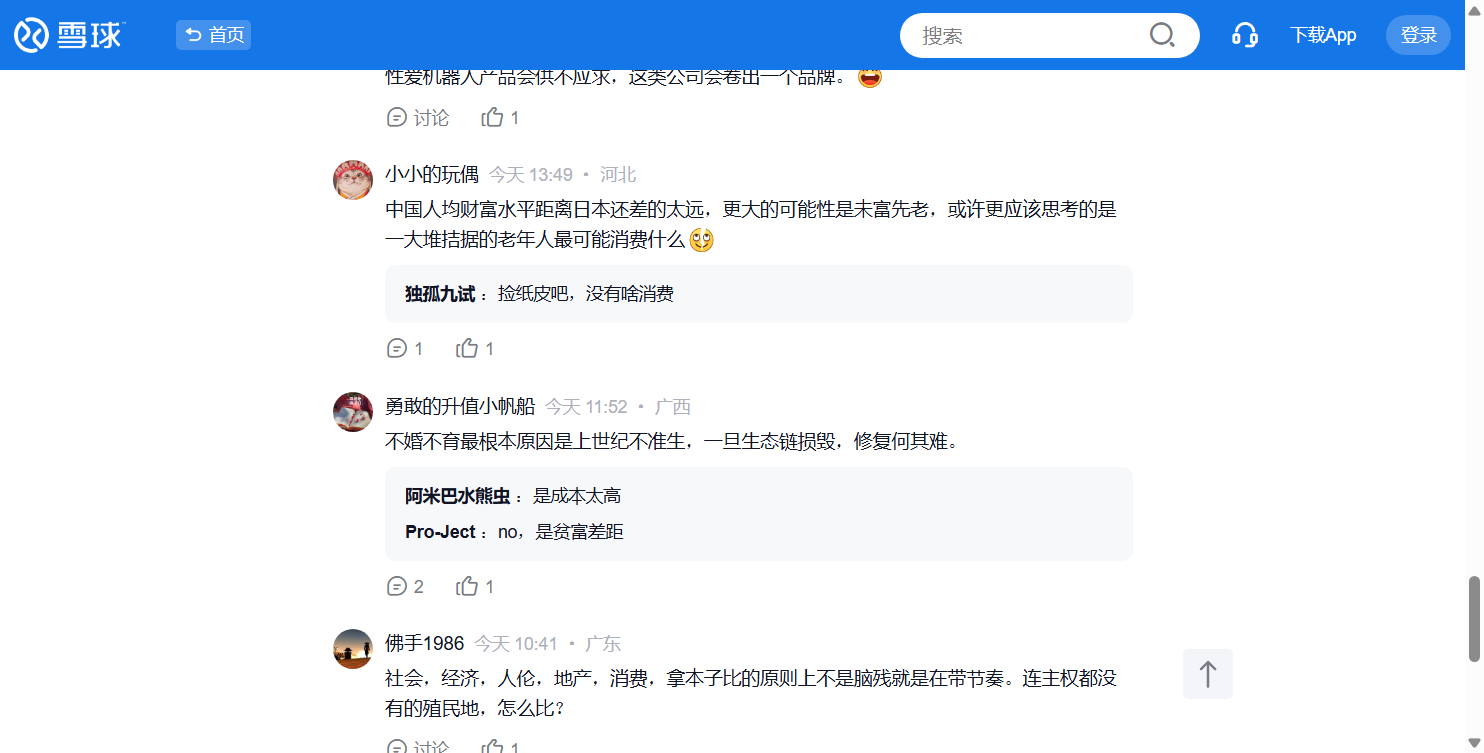 雪球
首页
搜索
下载App
登录
性爱机器人产品会供不应求，这类公司会卷出一个品牌。
讨论 1
小小的玩偶 今天 13:49 · 河北
中国人均财富水平距离日本还差的太远，更大的可能性是未富先老，或许更应该思考的是
一大堆拮据的老年人最可能消费什么
独孤九试：捡纸皮吧，没有啥消费
1 1
勇敢的升值小帆船 今天 11:52 · 广西
不婚不育最根本原因是上世纪不准生，一旦生态链损毁，修复何其难。
阿米巴水熊虫：是成本太高
Pro-Ject：no，是贫富差距
2 1
佛手1986 今天 10:41 · 广东
社会，经济，人伦，地产，消费，拿本子比的原则上不是脑残就是在带节奏。连主权都没
有的殖民地，怎么比？
讨论 1